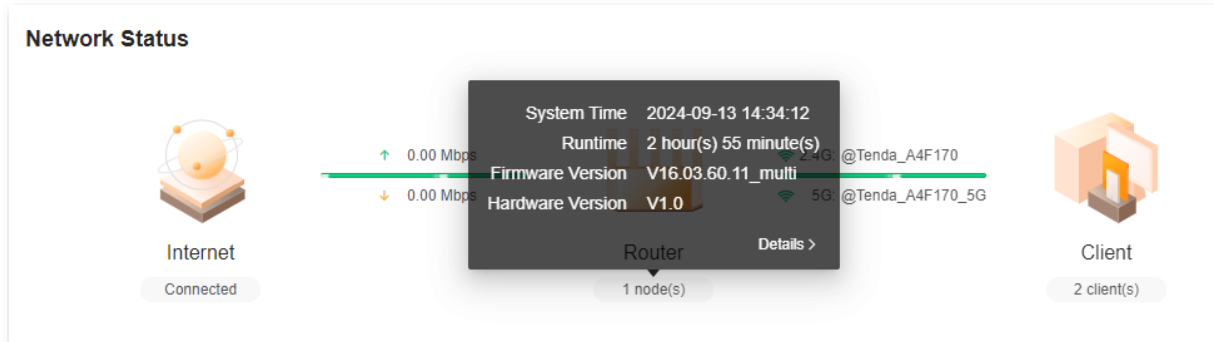 Network Status
System Time 2024-09-13 14:34:12
Runtime 2 hour(s) 55 minute(s)
Firmware Version V16.03.60.11_multi
Hardware Version V1.0
Details >
↑ 0.00 Mbps
↓ 0.00 Mbps
2.4G: @Tenda_A4F170
5G: @Tenda_A4F170_5G
Internet
Connected
Router
1 node(s)
Client
2 client(s)